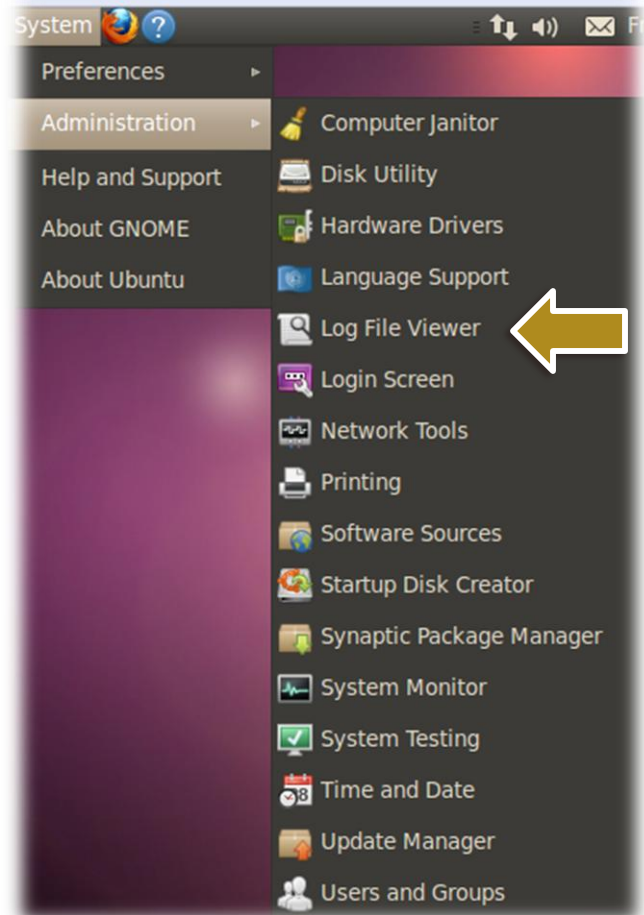 System
Preferences
Administration
Help and Support
About GNOME
About Ubuntu
Computer Janitor
Disk Utility
Hardware Drivers
Language Support
Log File Viewer
Login Screen
Network Tools
Printing
Software Sources
Startup Disk Creator
Synaptic Package Manager
System Monitor
System Testing
Time and Date
Update Manager
Users and Groups